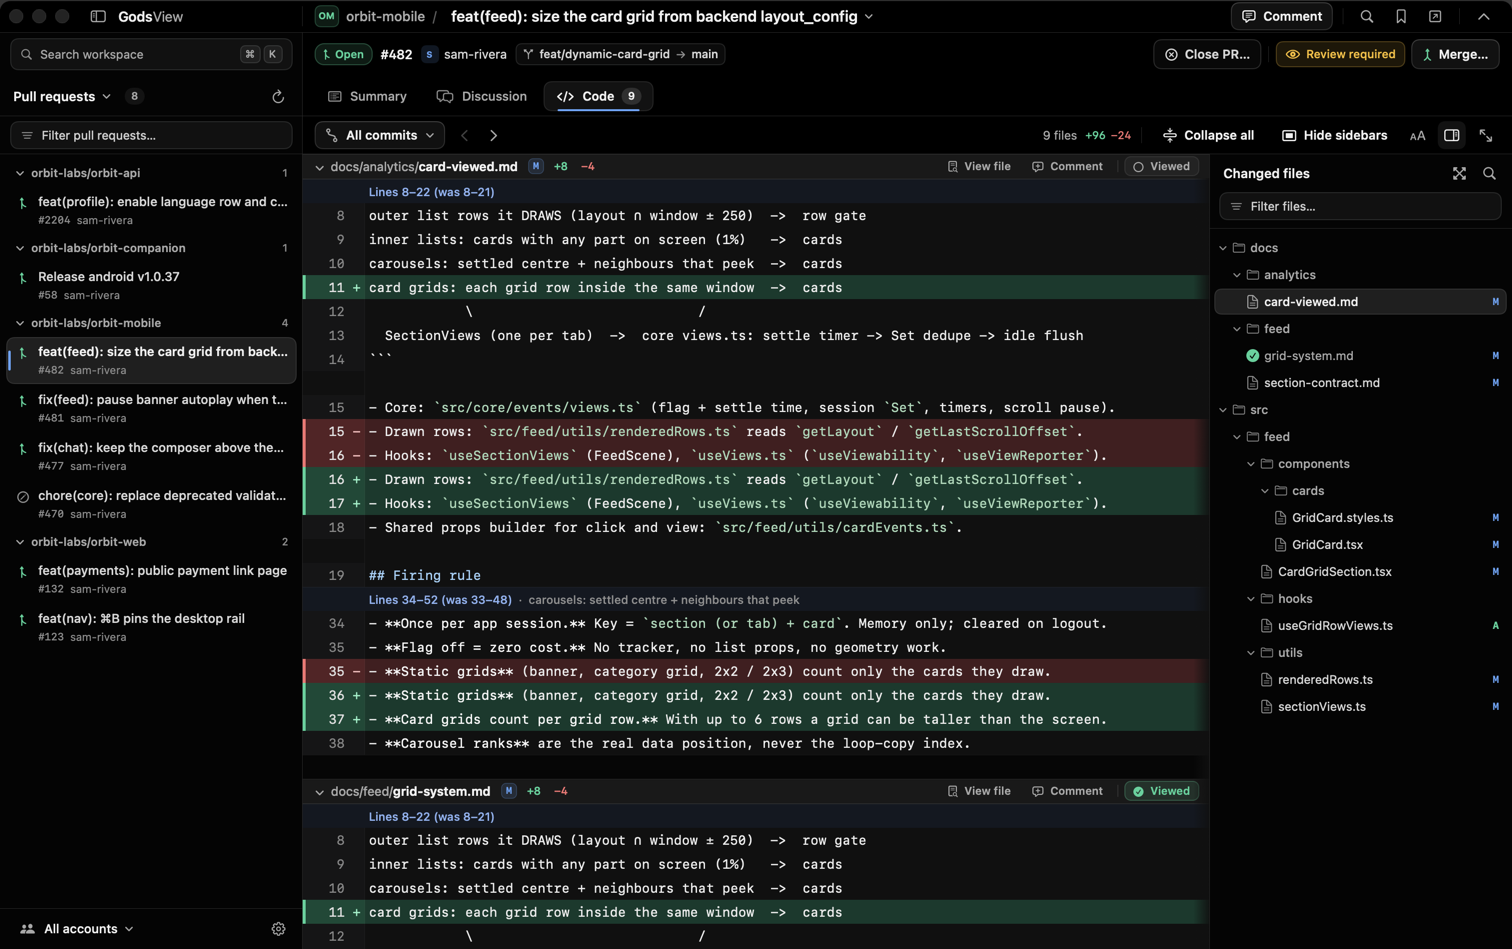 GodsView
OM orbit-mobile / feat(feed): size the card grid from backend layout_config
Comment
Search workspace ⌘ K
Open #482 S sam-rivera feat/dynamic-card-grid → main
Close PR... Review required Merge...
Pull requests 8
Summary Discussion </> Code 9
Filter pull requests...
All commits
9 files +96 −24 Collapse all Hide sidebars AA
orbit-labs/orbit-api 1
feat(profile): enable language row and c...
#2204 sam-rivera
orbit-labs/orbit-companion 1
Release android v1.0.37
#58 sam-rivera
orbit-labs/orbit-mobile 4
feat(feed): size the card grid from back...
#482 sam-rivera
fix(feed): pause banner autoplay when t...
#481 sam-rivera
fix(chat): keep the composer above the...
#477 sam-rivera
chore(core): replace deprecated validat...
#470 sam-rivera
orbit-labs/orbit-web 2
feat(payments): public payment link page
#132 sam-rivera
feat(nav): ⌘B pins the desktop rail
#123 sam-rivera
All accounts
docs/analytics/card-viewed.md M +8 −4 View file Comment Viewed
Lines 8–22 (was 8–21)
8 outer list rows it DRAWS (layout ∩ window ± 250) -> row gate
9 inner lists: cards with any part on screen (1%) -> cards
10 carousels: settled centre + neighbours that peek -> cards
11 + card grids: each grid row inside the same window -> cards
12 \ /
13 SectionViews (one per tab) -> core views.ts: settle timer -> Set dedupe -> idle flush
14 ```
15 - Core: `src/core/events/views.ts` (flag + settle time, session `Set`, timers, scroll pause).
15 - - Drawn rows: `src/feed/utils/renderedRows.ts` reads `getLayout` / `getLastScrollOffset`.
16 - - Hooks: `useSectionViews` (FeedScene), `useViews.ts` (`useViewability`, `useViewReporter`).
16 + - Drawn rows: `src/feed/utils/renderedRows.ts` reads `getLayout` / `getLastScrollOffset`.
17 + - Hooks: `useSectionViews` (FeedScene), `useViews.ts` (`useViewability`, `useViewReporter`).
18 - Shared props builder for click and view: `src/feed/utils/cardEvents.ts`.
19 ## Firing rule
Lines 34–52 (was 33–48) · carousels: settled centre + neighbours that peek
34 - **Once per app session.** Key = `section (or tab) + card`. Memory only; cleared on logout.
35 - **Flag off = zero cost.** No tracker, no list props, no geometry work.
35 - - **Static grids** (banner, category grid, 2x2 / 2x3) count only the cards they draw.
36 + - **Static grids** (banner, category grid, 2x2 / 2x3) count only the cards they draw.
37 + - **Card grids count per grid row.** With up to 6 rows a grid can be taller than the screen.
38 - **Carousel ranks** are the real data position, never the loop-copy index.
docs/feed/grid-system.md M +8 −4 View file Comment Viewed
Lines 8–22 (was 8–21)
8 outer list rows it DRAWS (layout ∩ window ± 250) -> row gate
9 inner lists: cards with any part on screen (1%) -> cards
10 carousels: settled centre + neighbours that peek -> cards
11 + card grids: each grid row inside the same window -> cards
12 \ /
Changed files
Filter files...
docs
analytics
card-viewed.md M
feed
grid-system.md M
section-contract.md M
src
feed
components
cards
GridCard.styles.ts M
GridCard.tsx M
CardGridSection.tsx M
hooks
useGridRowViews.ts A
utils
renderedRows.ts M
sectionViews.ts M